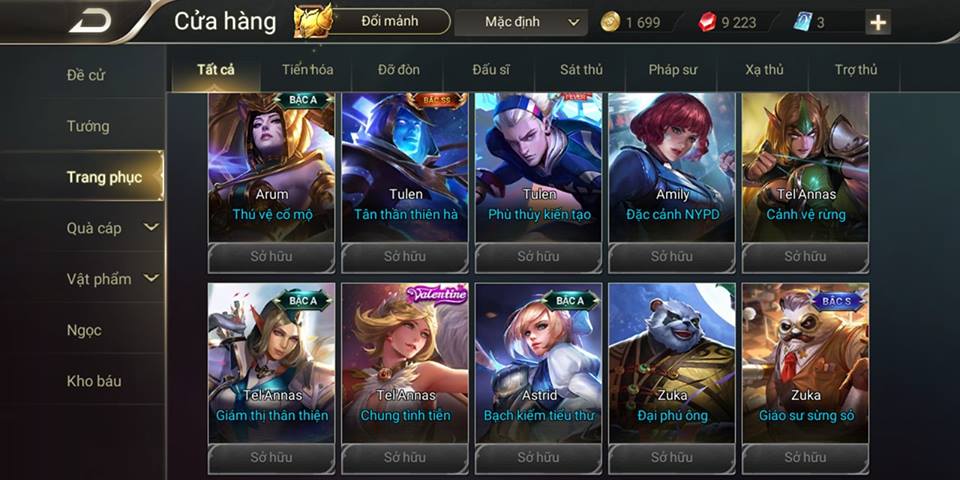 Cửa hàng
Đổi mảnh
Mặc định
1 699
9 223
3
Đề cử
Tướng
Trang phục
Quà cáp
Vật phẩm
Ngọc
Kho báu
Tất cả
Tiến hóa
Đỡ đòn
Đấu sĩ
Sát thủ
Pháp sư
Xạ thủ
Trợ thủ
BẬC A
Arum
Thú vệ cổ mộ
Sở hữu
BẬC SS
Tulen
Tân thần thiên hà
Sở hữu
FEVER
Tulen
Phù thủy kiến tạo
Sở hữu
Amily
Đặc cảnh NYPD
Sở hữu
Tel'Annas
Cảnh vệ rừng
Sở hữu
BẬC A
Tel'Annas
Giám thị thân thiện
Sở hữu
Valentine
Tel'Annas
Chung tình tiễn
Sở hữu
BẬC A
Astrid
Bạch kiếm tiểu thư
Sở hữu
Zuka
Đại phú ông
Sở hữu
BẬC S
Zuka
Giáo sư sừng sỏ
Sở hữu